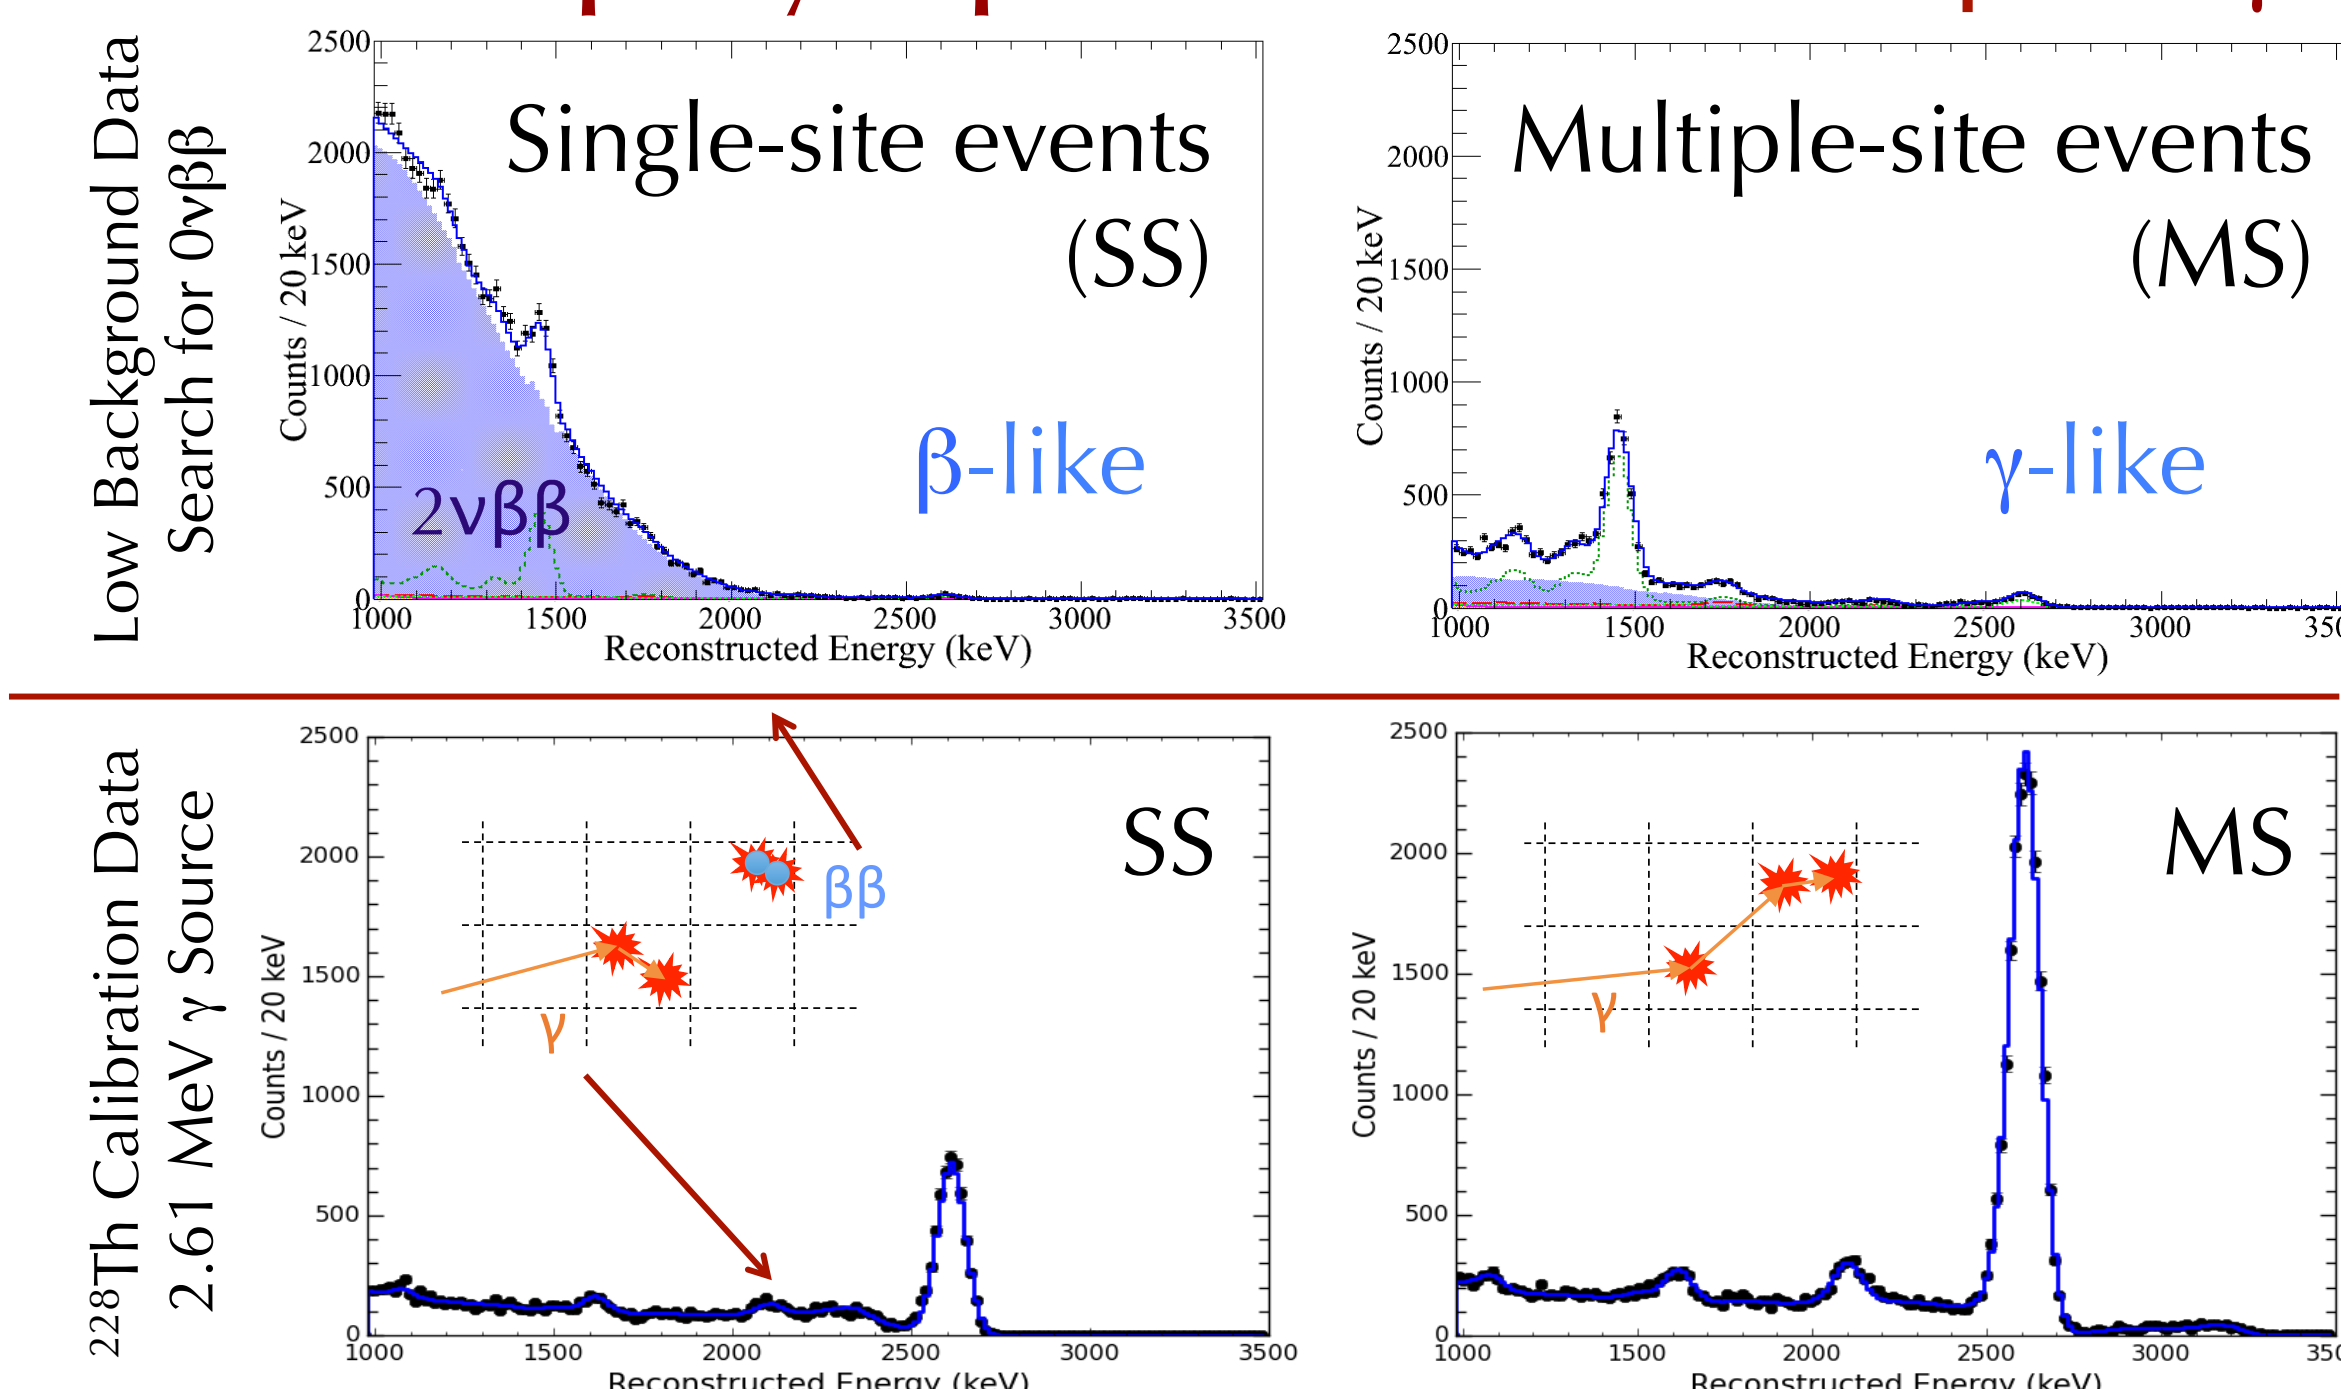 Low Background Data
Search for 0νββ
2500
2000
1500
1000
500
0
Counts / 20 keV
Single-site events
(SS)
β-like
2νββ
1000 1500 2000 2500 3000 3500
Reconstructed Energy (keV)
2500
2000
1500
1000
500
0
Counts / 20 keV
Multiple-site events
(MS)
γ-like
1000 1500 2000 2500 3000
Reconstructed Energy (keV)
²²⁸Th Calibration Data
2.61 MeV γ Source
2500
2000
1500
1000
500
0
Counts / 20 keV
SS
ββ
γ
1000 1500 2000 2500 3000 3500
Reconstructed Energy (keV)
2500
2000
1500
1000
500
0
Counts / 20 keV
MS
γ
1000 1500 2000 2500 3000
Reconstructed Energy (keV)